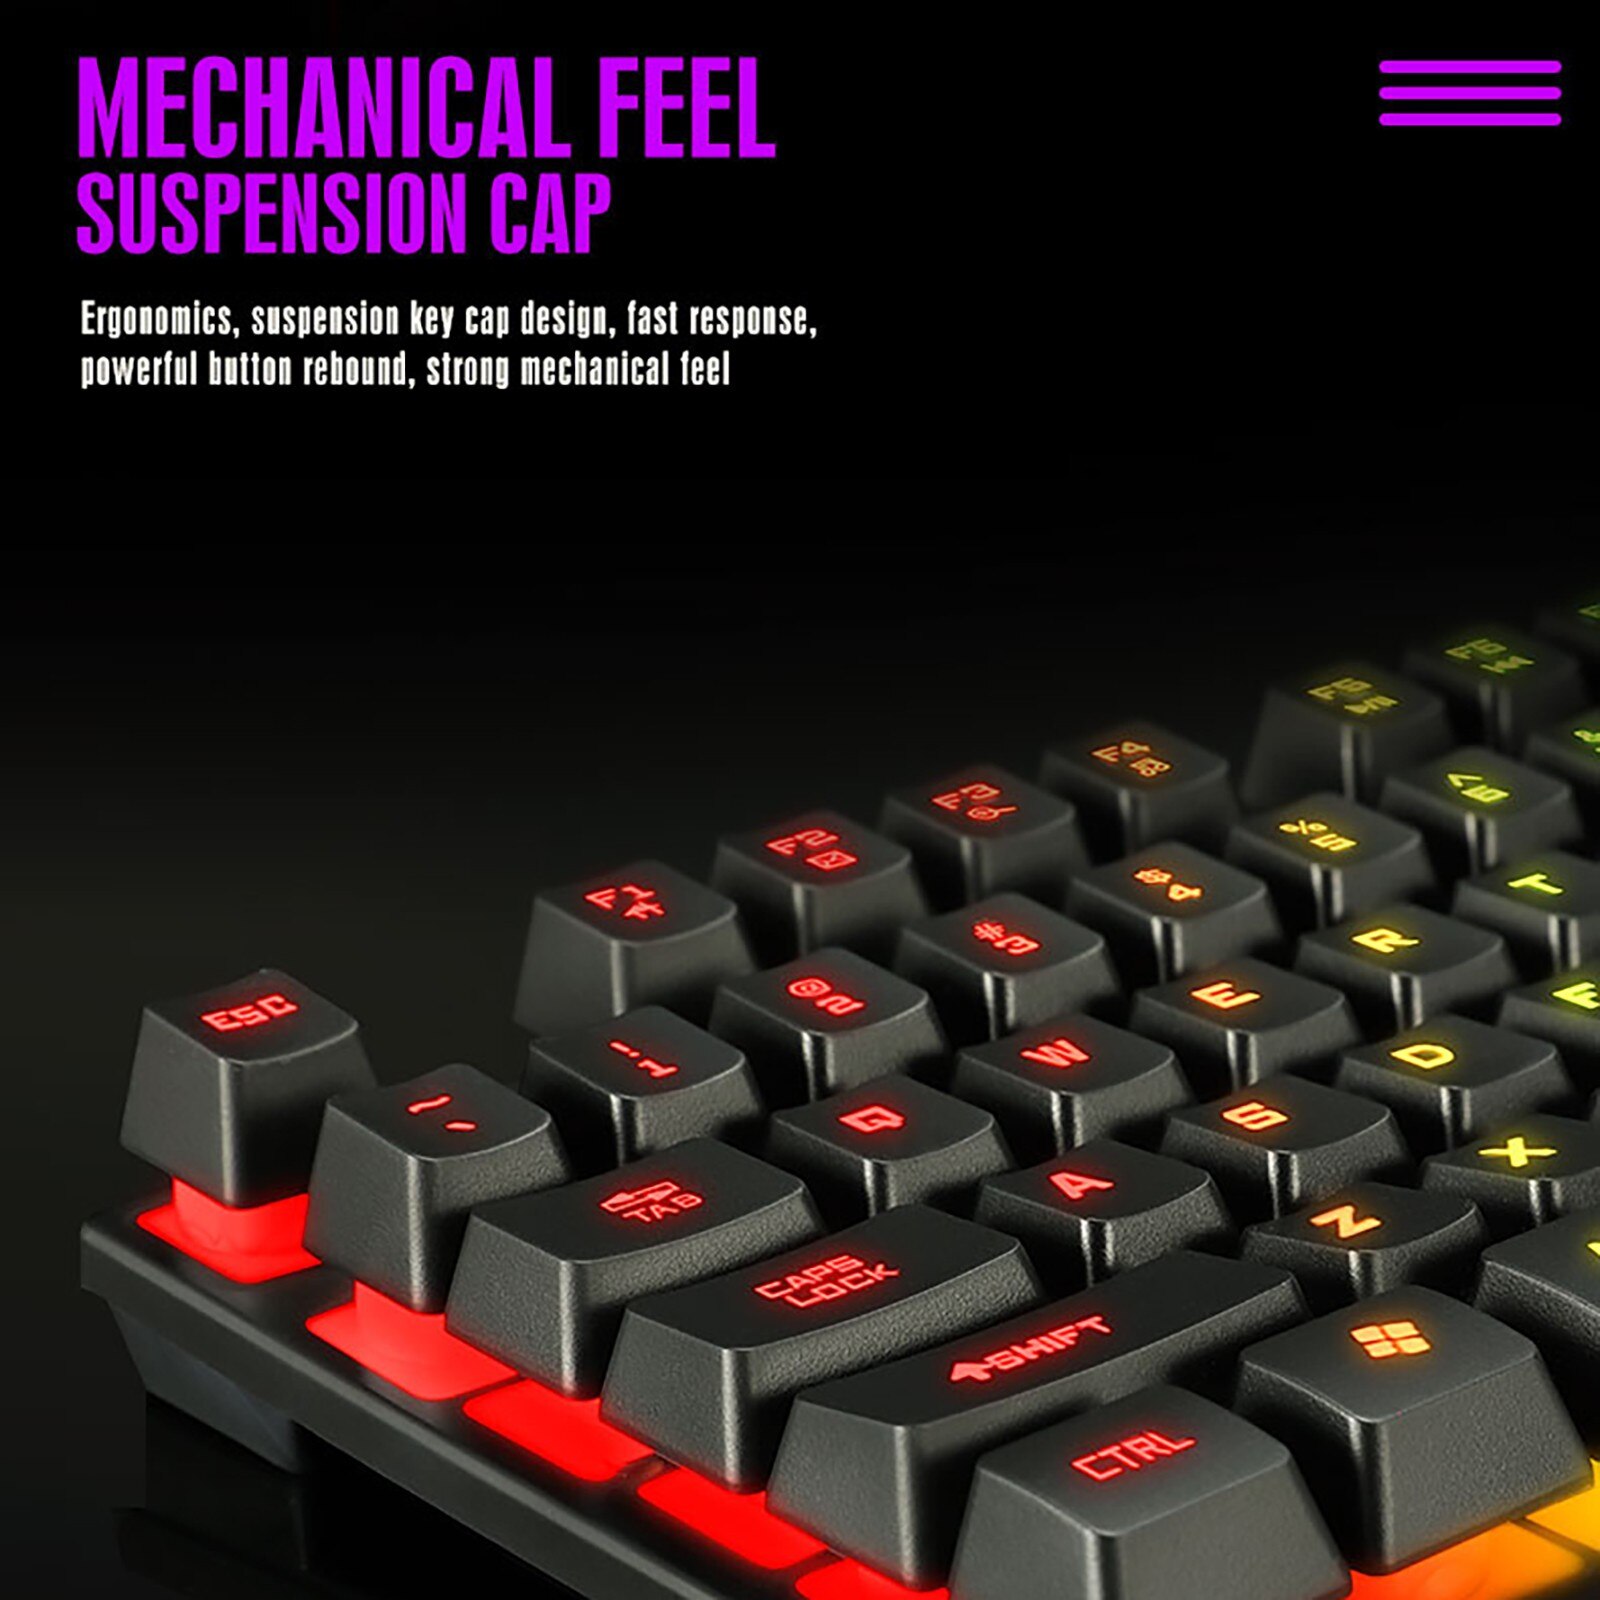 MECHANICAL FEEL
SUSPENSION CAP
Ergonomics, suspension key cap design, fast response,
powerful button rebound, strong mechanical feel
F5
F4
F3
F2
F1
ESC
^ 6
% 5
$ 4
# 3
@ 2
! 1
~ `
T
R
E
W
Q
TAB
F
D
S
A
CAPS
LOCK
X
Z
SHIFT
CTRL